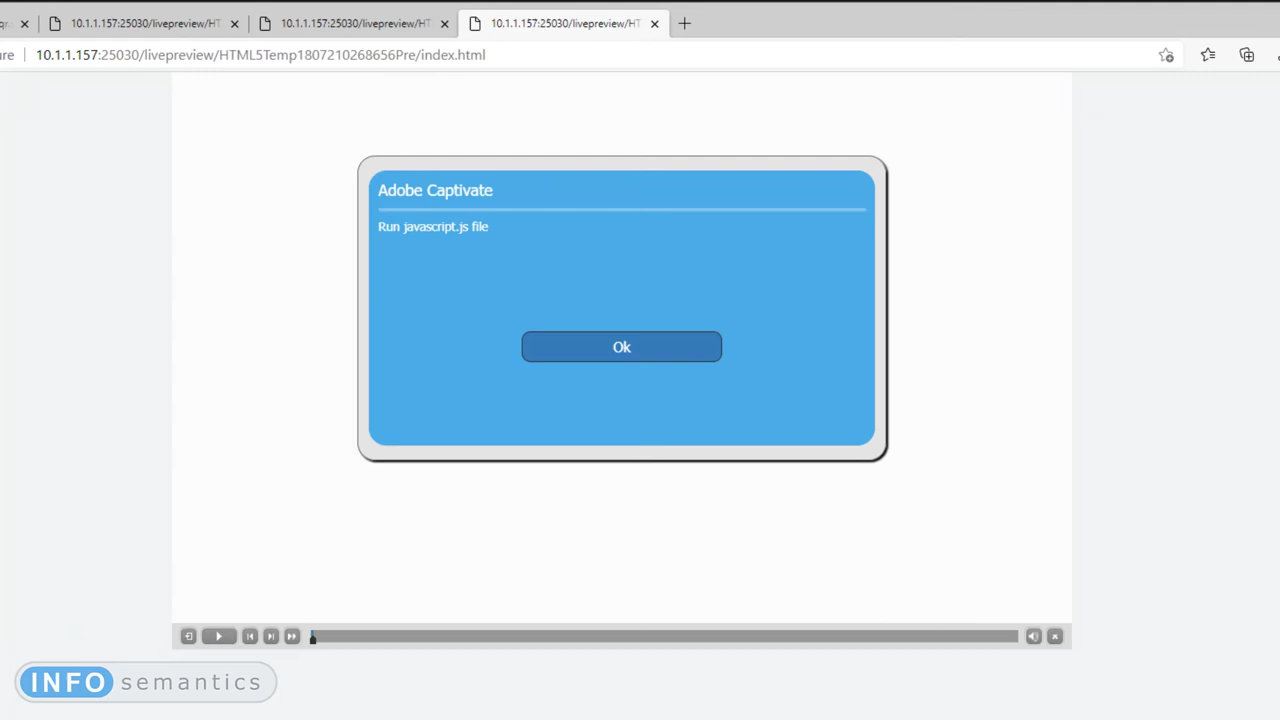 10.1.1.157:25030/livepreview/HT
10.1.1.157:25030/livepreview/HT
10.1.1.157:25030/livepreview/HT
10.1.1.157:25030/livepreview/HTML5Temp1807210268656Pre/index.html
Adobe Captivate
Run javascript.js file
Ok
INFO semantics